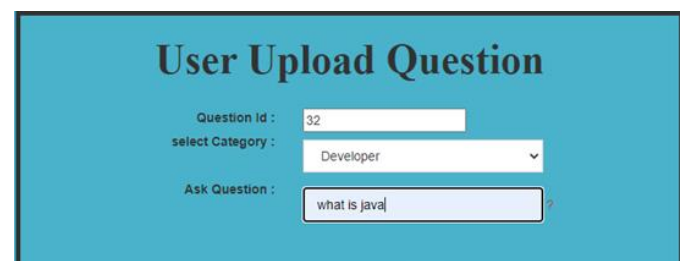 User Upload Question
Question Id : 32
select Category : Developer
Ask Question : what is java ?